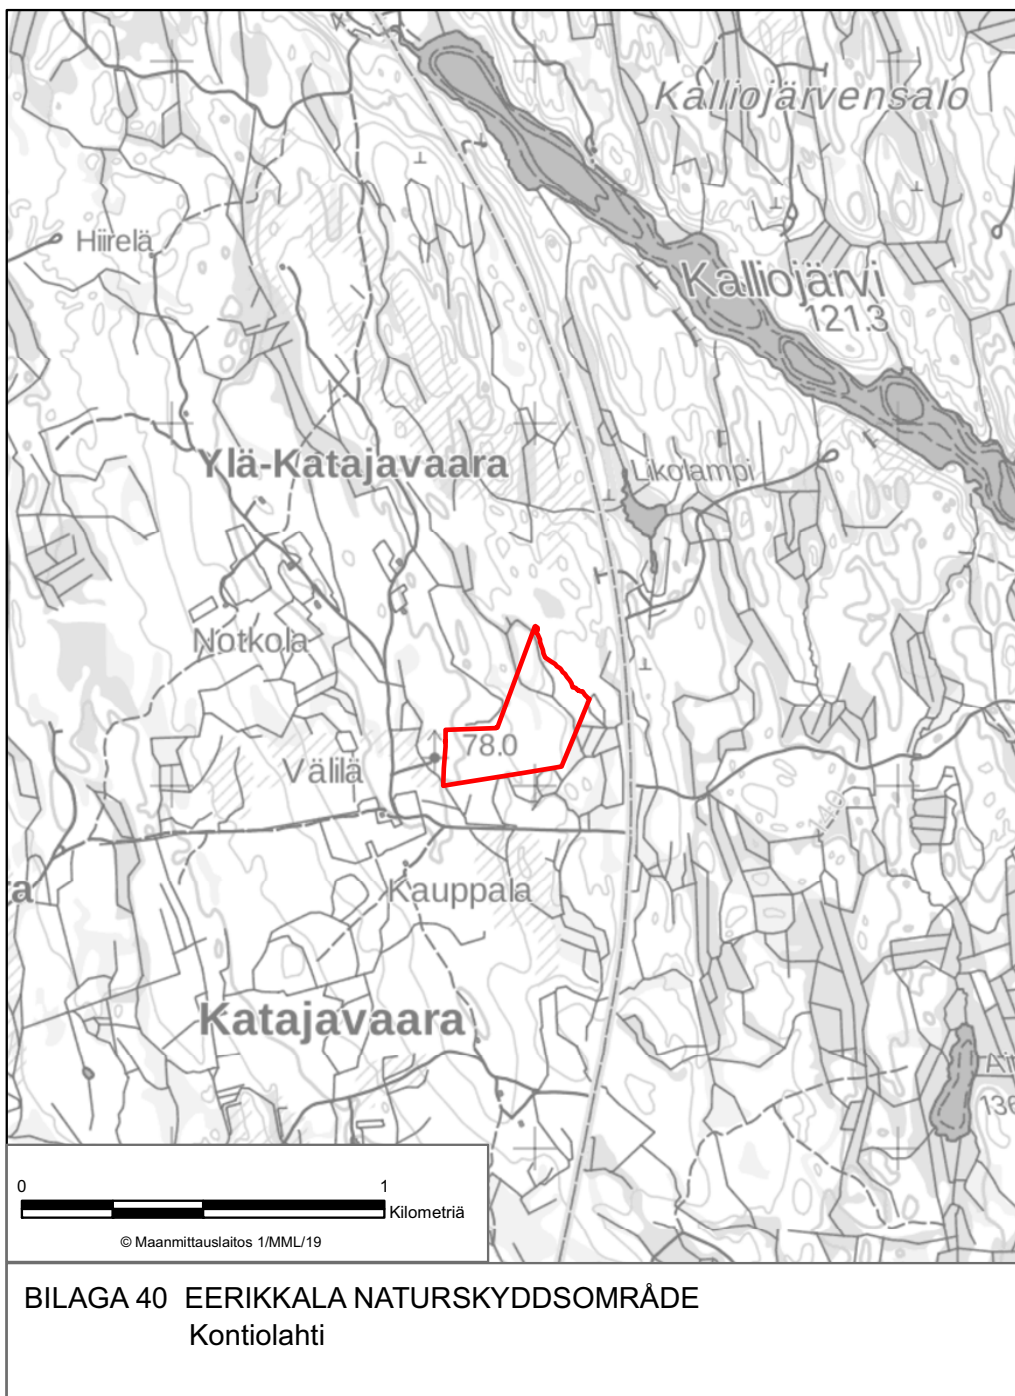 Kalliojärvensalo
Hiirelä
Kalliojärvi
121.3
Ylä-Katajavaara
Likolampi
Notkola
78.0
Välilä
Kauppala
Katajavaara
0 1
Kilometriä
© Maanmittauslaitos 1/MML/19
BILAGA 40 EERIKKALA NATURSKYDDSOMRÅDE
Kontiolahti